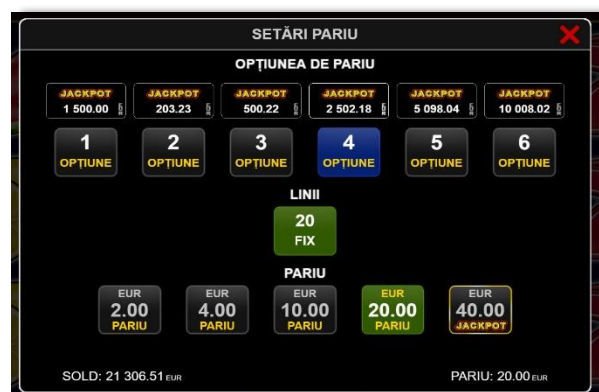 SETĂRI PARIU
OPȚIUNEA DE PARIU
JACKPOT JACKPOT JACKPOT JACKPOT JACKPOT JACKPOT
1 500.00 203.23 500.22 2 502.18 5 098.04 10 008.02
1 2 3 4 5 6
OPȚIUNE OPȚIUNE OPȚIUNE OPȚIUNE OPȚIUNE OPȚIUNE
LINII
20
FIX
PARIU
EUR EUR EUR EUR EUR
2.00 4.00 10.00 20.00 40.00
PARIU PARIU PARIU PARIU JACKPOT
SOLD: 21 306.51 EUR PARIU: 20.00 EUR